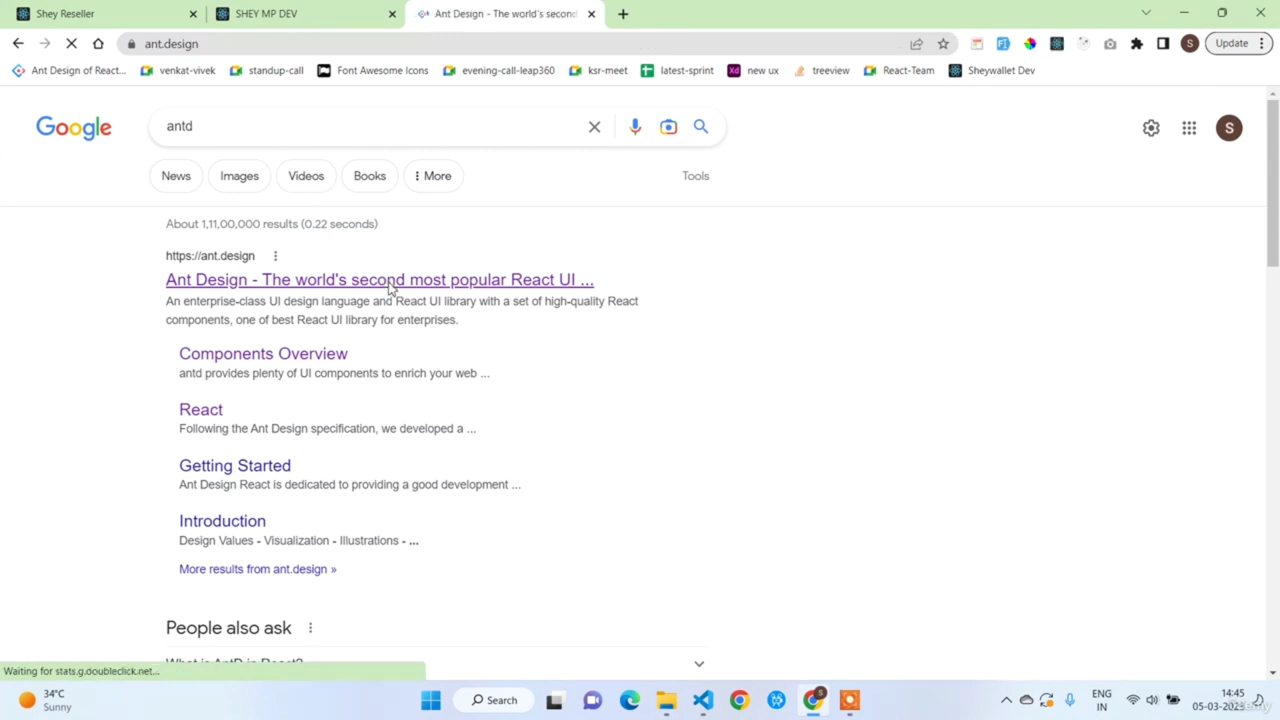 Shey Reseller
SHEY MP DEV
Ant Design - The world's second
ant.design
S
Update
Ant Design of React...
venkat-vivek
standup-call
Font Awesome Icons
evening-call-leap360
ksr-meet
latest-sprint
Xd new ux
treeview
React-Team
Sheywallet Dev
Google
antd
S
News
Images
Videos
Books
More
Tools
About 1,11,00,000 results (0.22 seconds)
https://ant.design
Ant Design - The world's second most popular React UI ...
An enterprise-class UI design language and React UI library with a set of high-quality React
components, one of best React UI library for enterprises.
Components Overview
antd provides plenty of UI components to enrich your web ...
React
Following the Ant Design specification, we developed a ...
Getting Started
Ant Design React is dedicated to providing a good development ...
Introduction
Design Values - Visualization - Illustrations - ...
More results from ant.design »
People also ask
What is AntD in React?
Waiting for stats.g.doubleclick.net...
34°C
Sunny
Search
ENG
IN
14:45
05-03-2023